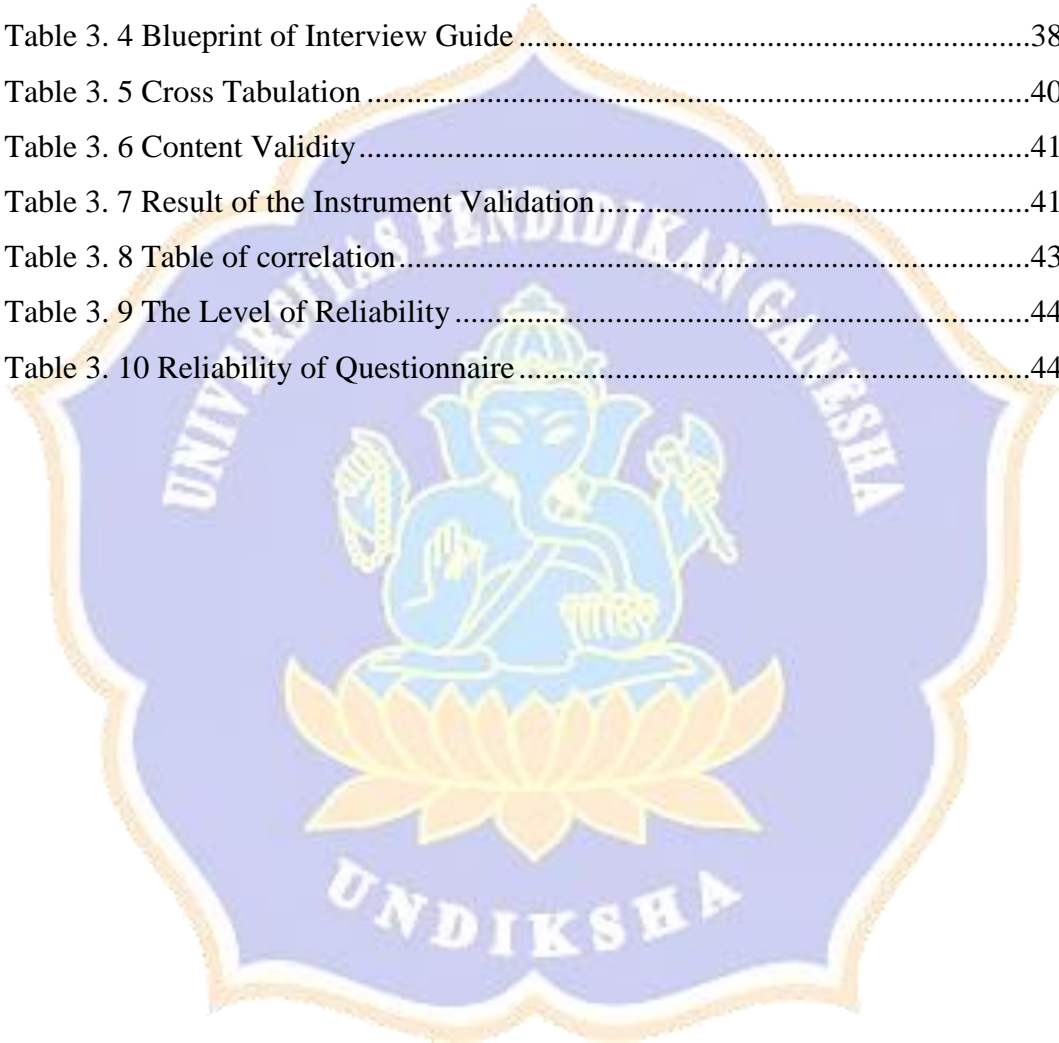 Table 3. 4 Blueprint of Interview Guide....................................................................................38
Table 3. 5 Cross Tabulation....................................................................................40
Table 3. 6 Content Validity....................................................................................41
Table 3. 7 Result of the Instrument Validation....................................................................................41
Table 3. 8 Table of correlation....................................................................................43
Table 3. 9 The Level of Reliability....................................................................................44
Table 3. 10 Reliability of Questionnaire....................................................................................44
UNIVERSITAS PENDIDIKAN GANESHA
UNDIKSHA